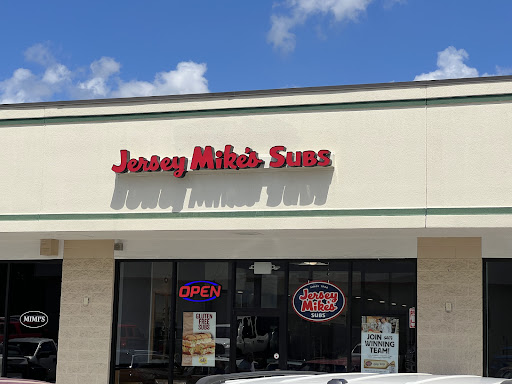 Jersey Mike's Subs
OPEN
MIMI'S
GLUTEN
FREE
SUBS
Jersey
Mike's
SUBS
JOIN OUR
WINNING
TEAM!